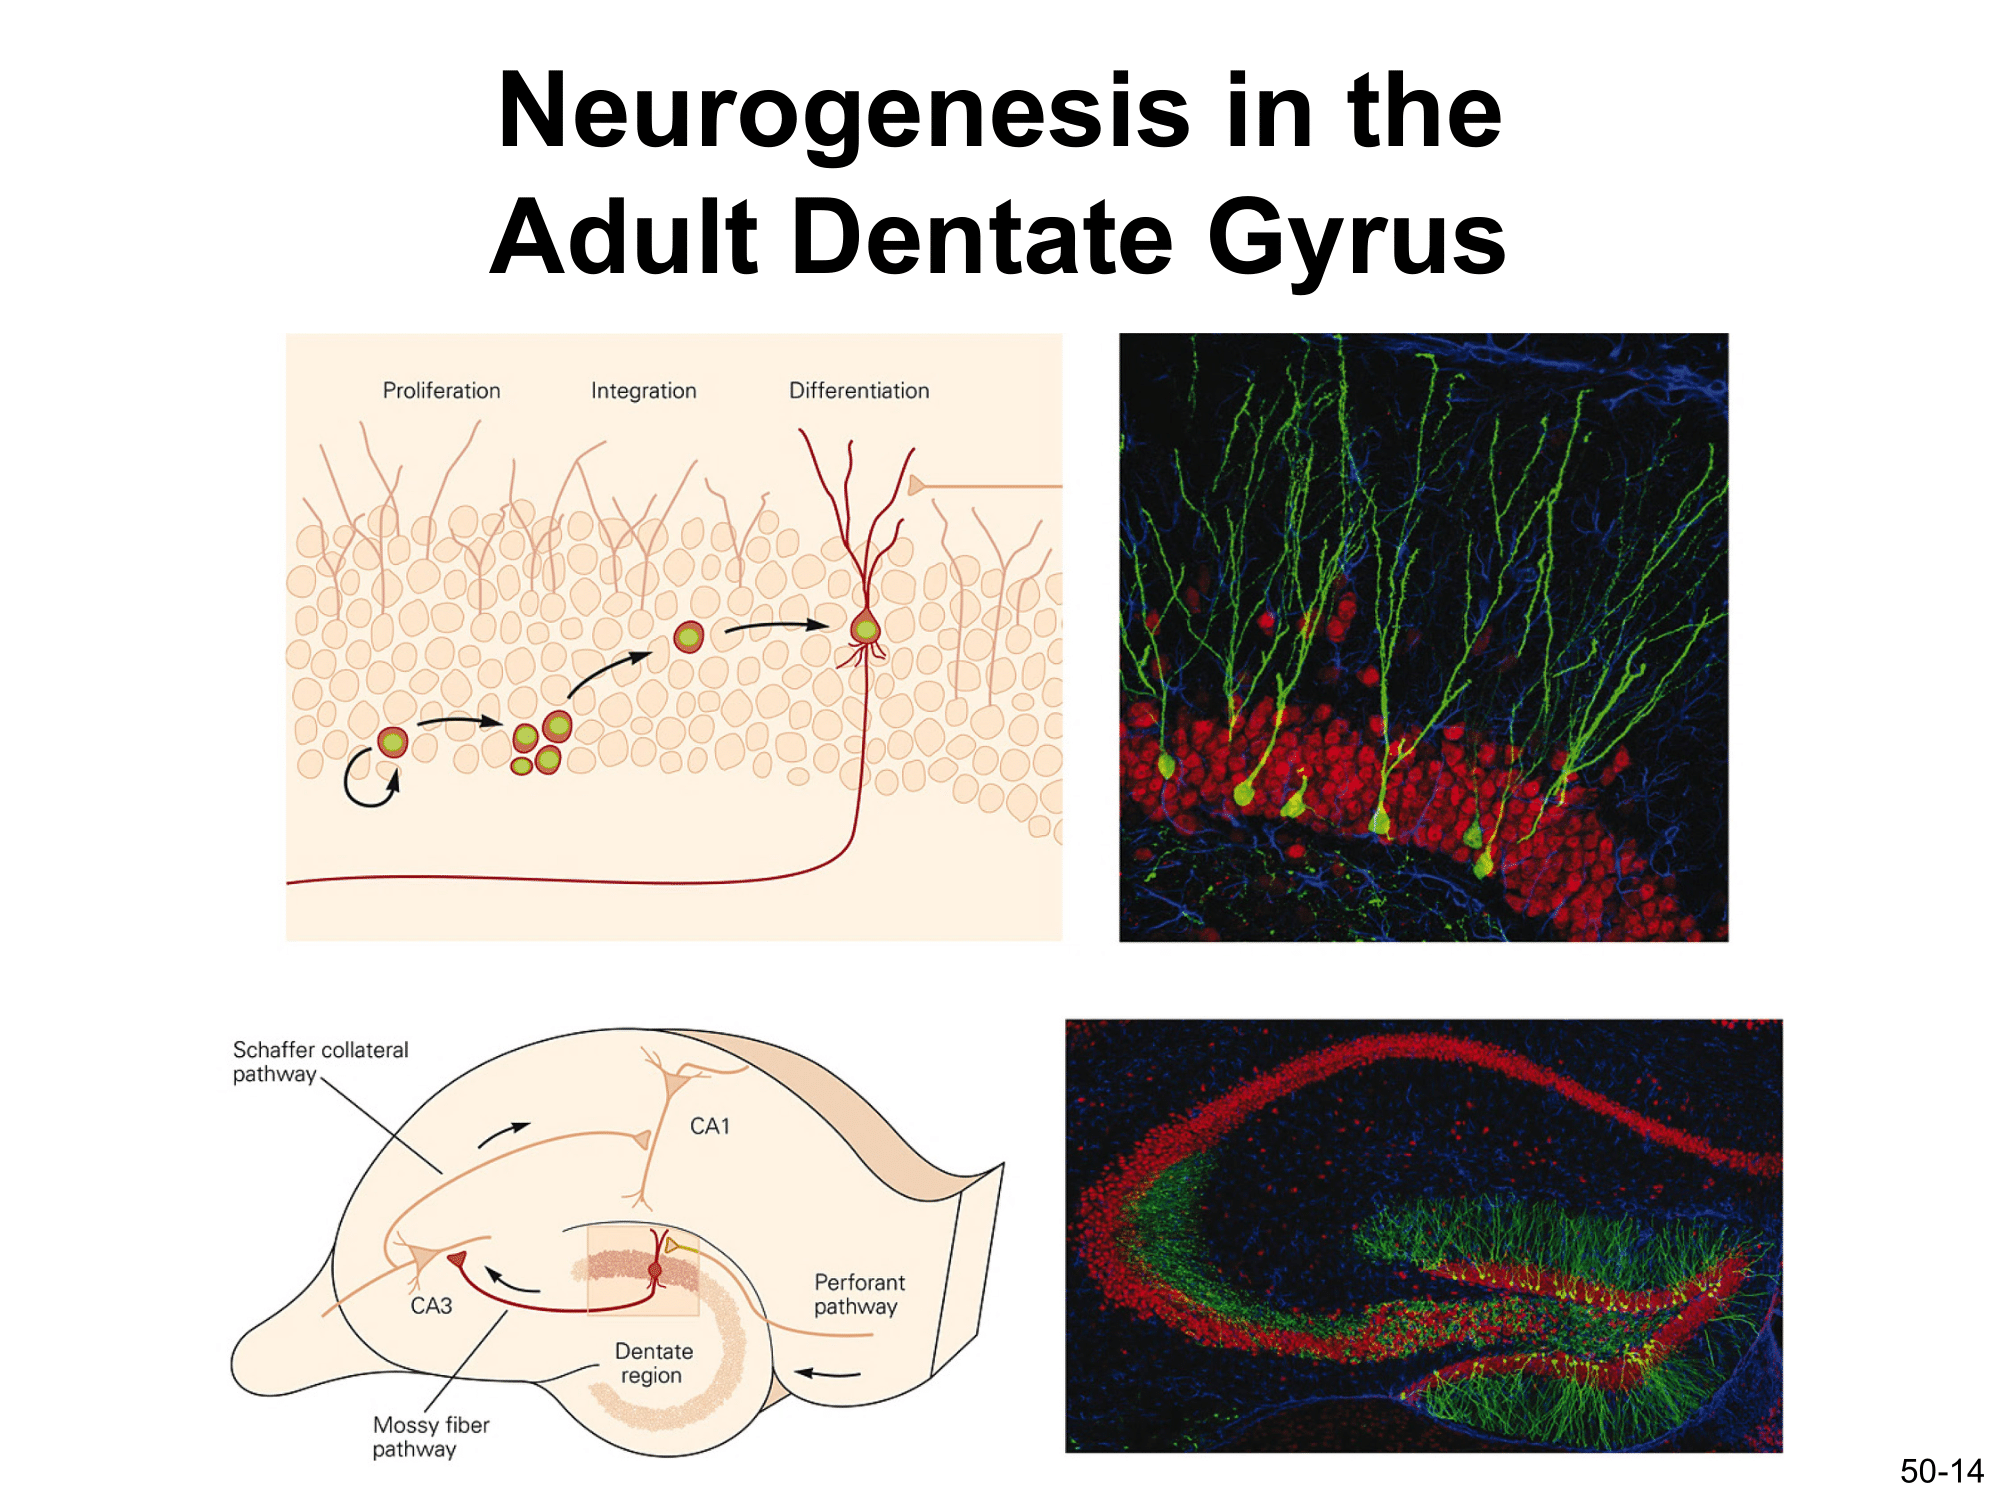 Neurogenesis in the
Adult Dentate Gyrus
Proliferation
Integration
Differentiation
Schaffer collateral
pathway
CA1
CA3
Perforant
pathway
Dentate
region
Mossy fiber
pathway
50-14